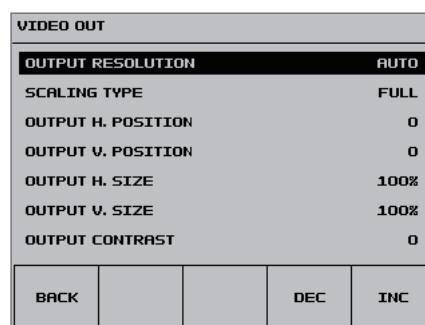 VIDEO OUT
OUTPUT RESOLUTION AUTO
SCALING TYPE FULL
OUTPUT H. POSITION 0
OUTPUT V. POSITION 0
OUTPUT H. SIZE 100%
OUTPUT V. SIZE 100%
OUTPUT CONTRAST 0
BACK DEC INC